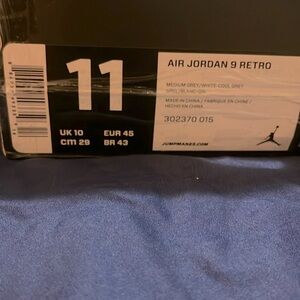 11
UK 10 EUR 45
CM 29 BR 43
AIR JORDAN 9 RETRO
MEDIUM GREY/WHITE-COOL GREY
MADE IN CHINA / FABRIQUE EN CHINE /
HECHO EN CHINA
302370 015
JUMPMAN23.COM